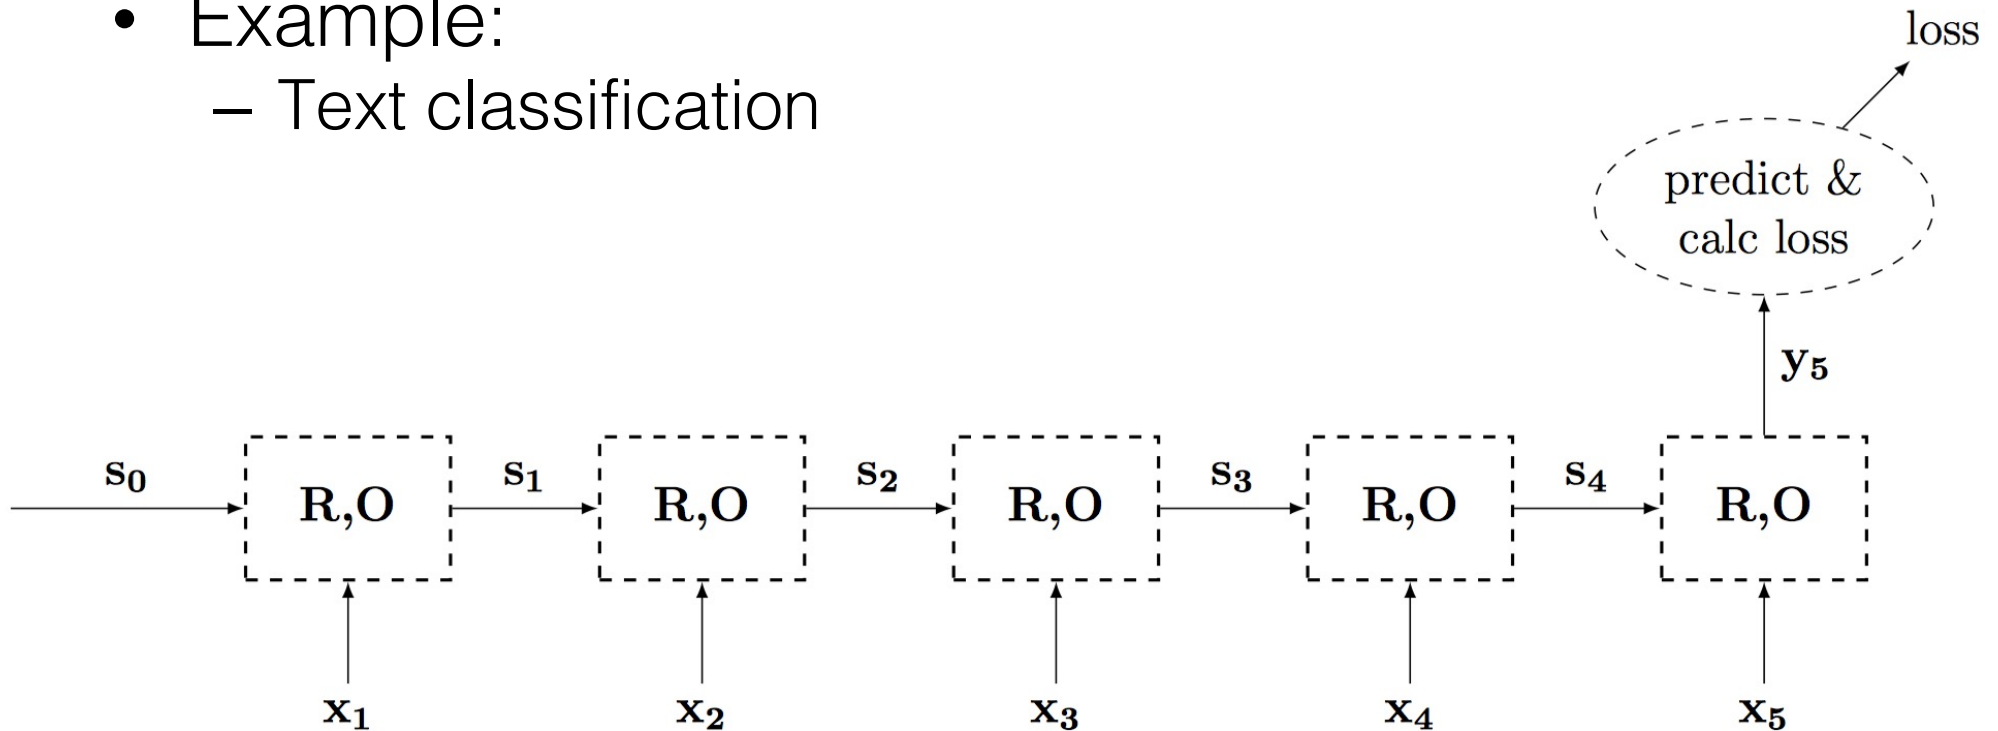 • Example:
– Text classification
loss
predict &
calc loss
y₅
s₀ s₁ s₂ s₃ s₄
R,O R,O R,O R,O R,O
x₁ x₂ x₃ x₄ x₅